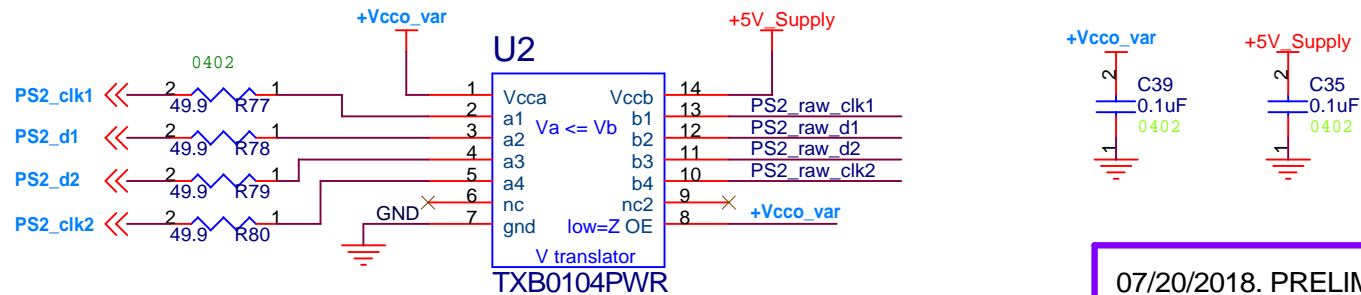 +Vcco_var
+5V_Supply
U2
0402
PS2_clk1
2
1
49.9
R77
PS2_d1
2
1
49.9
R78
PS2_d2
2
1
49.9
R79
PS2_clk2
2
1
49.9
R80
GND
1
2
3
4
5
6
7
Vcca
a1
a2
a3
a4
nc
gnd
Va <= Vb
low=Z
V translator
Vccb
b1
b2
b3
b4
nc2
OE
14
13
12
11
10
9
8
PS2_raw_clk1
PS2_raw_d1
PS2_raw_d2
PS2_raw_clk2
+Vcco_var
TXB0104PWR
+Vcco_var
2
C39
0.1uF
0402
1
+5V_Supply
2
C35
0.1uF
0402
1
07/20/2018. PRELIM